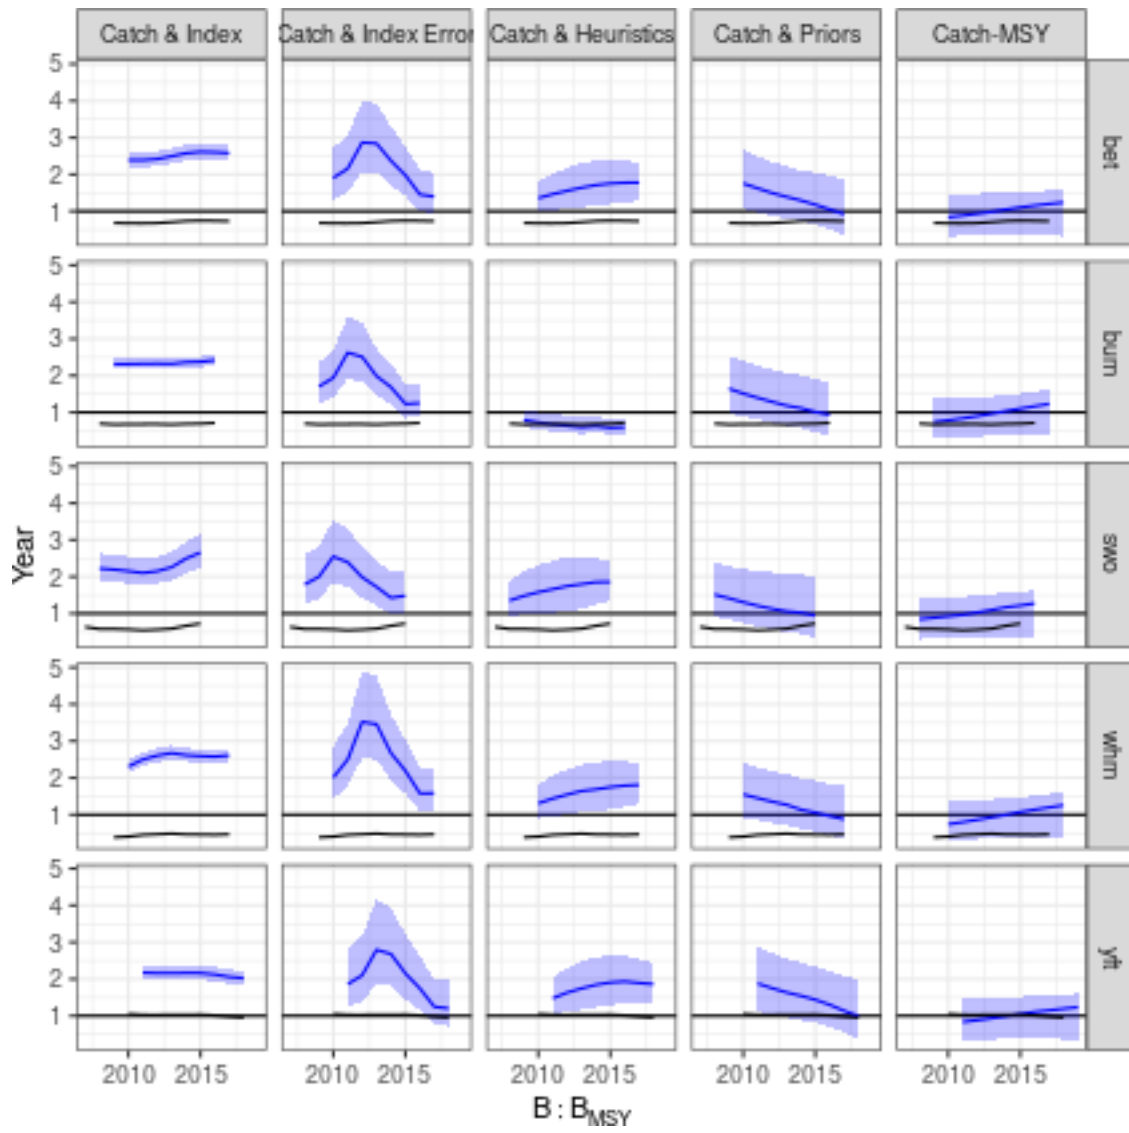 Catch & Index
Catch & Index Error
Catch & Heuristics
Catch & Priors
Catch-MSY
5
4
3
2
1
bet
5
4
3
2
1
bum
5
4
3
2
1
swo
5
4
3
2
1
whm
5
4
3
2
1
yft
Year
2010 2015 2010 2015 2010 2015 2010 2015 2010 2015
B : BMSY